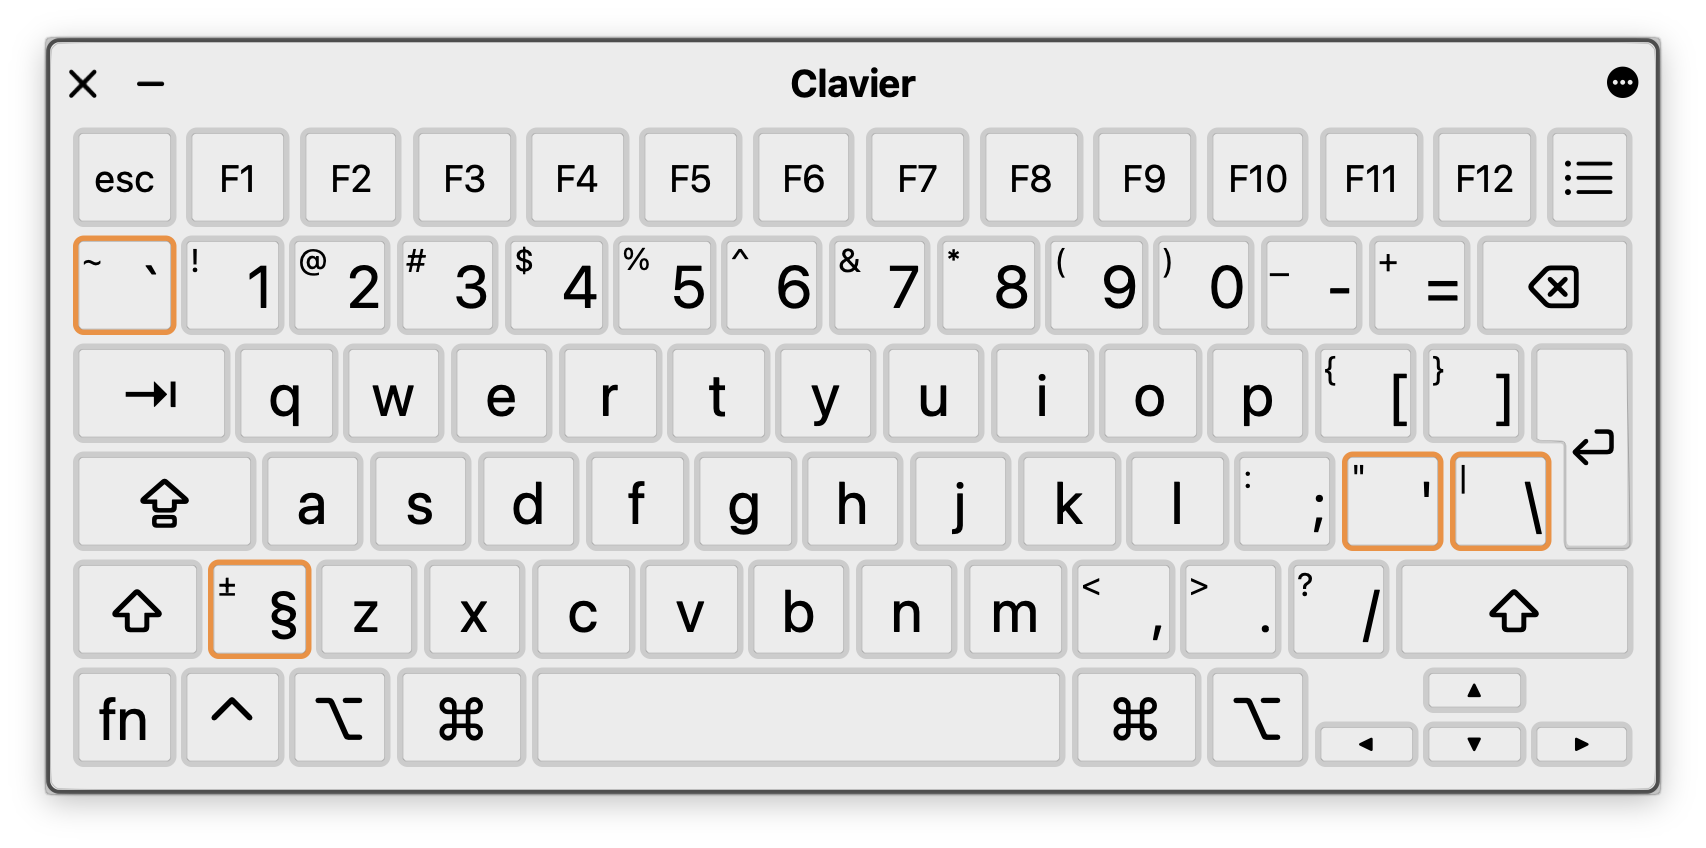 Clavier
esc F1 F2 F3 F4 F5 F6 F7 F8 F9 F10 F11 F12
~ ` ! 1 @ 2 # 3 $ 4 % 5 ^ 6 & 7 * 8 ( 9 ) 0 _ - + =
q w e r t y u i o p { [ } ]
a s d f g h j k l : ; " ' | \
± § z x c v b n m < , > . ? /
fn ⌃ ⌥ ⌘ ⌘ ⌥